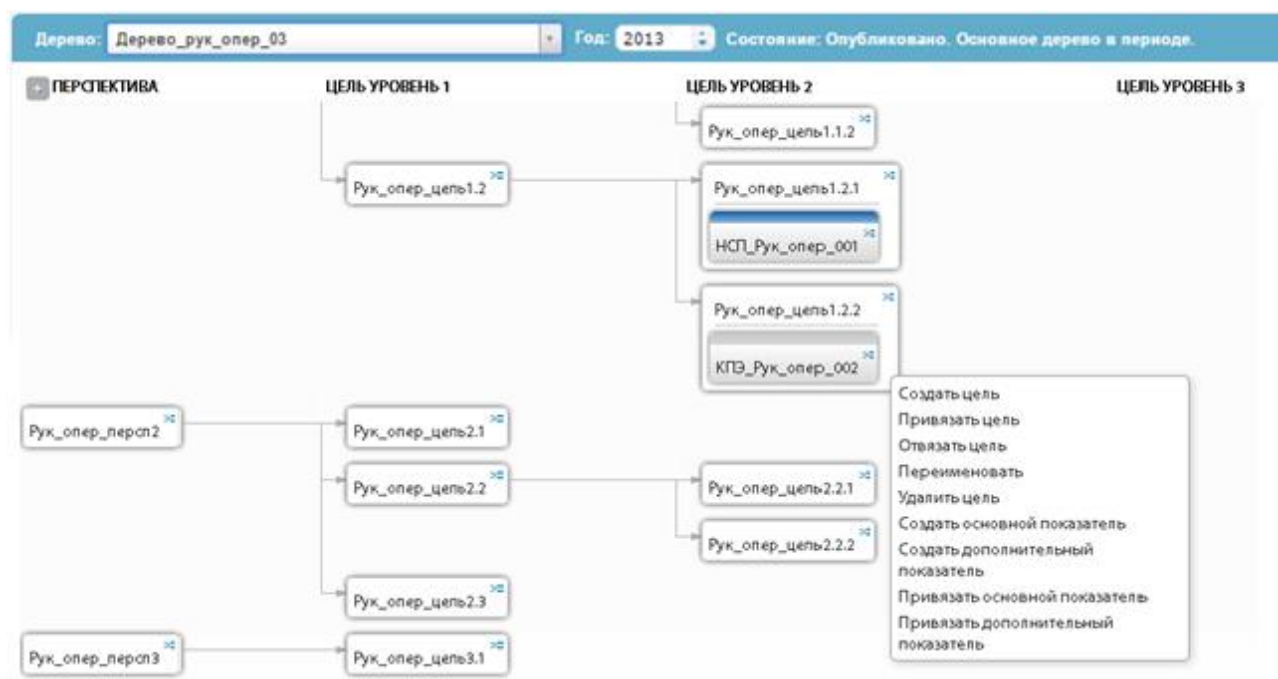 Дерево: Дерево_рук_опер_03 Год: 2013 Состояние: Опубликовано. Основное дерево в периоде.
ПЕРСПЕКТИВА ЦЕЛЬ УРОВЕНЬ 1 ЦЕЛЬ УРОВЕНЬ 2 ЦЕЛЬ УРОВЕНЬ 3
Рук_опер_цель1.1.2
Рук_опер_цель1.2 Рук_опер_цель1.2.1
НСП_Рук_опер_001
Рук_опер_цель1.2.2
КПЭ_Рук_опер_002
Рук_опер_персп2 Рук_опер_цель2.1
Рук_опер_цель2.2 Рук_опер_цель2.2.1
Рук_опер_цель2.2.2
Рук_опер_цель2.3
Рук_опер_персп3 Рук_опер_цель3.1
Создать цель
Привязать цель
Отвязать цель
Переименовать
Удалить цель
Создать основной показатель
Создать дополнительный
показатель
Привязать основной показатель
Привязать дополнительный
показатель